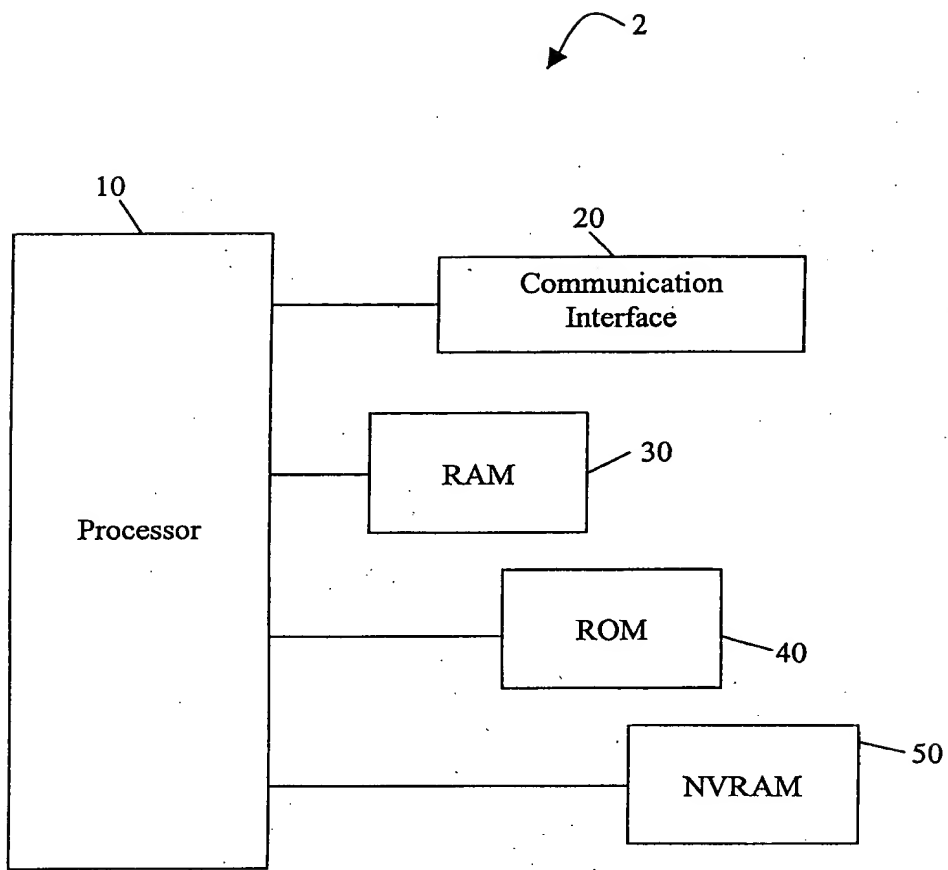 2
10
20
Communication
Interface
RAM
30
Processor
ROM
40
50
NVRAM